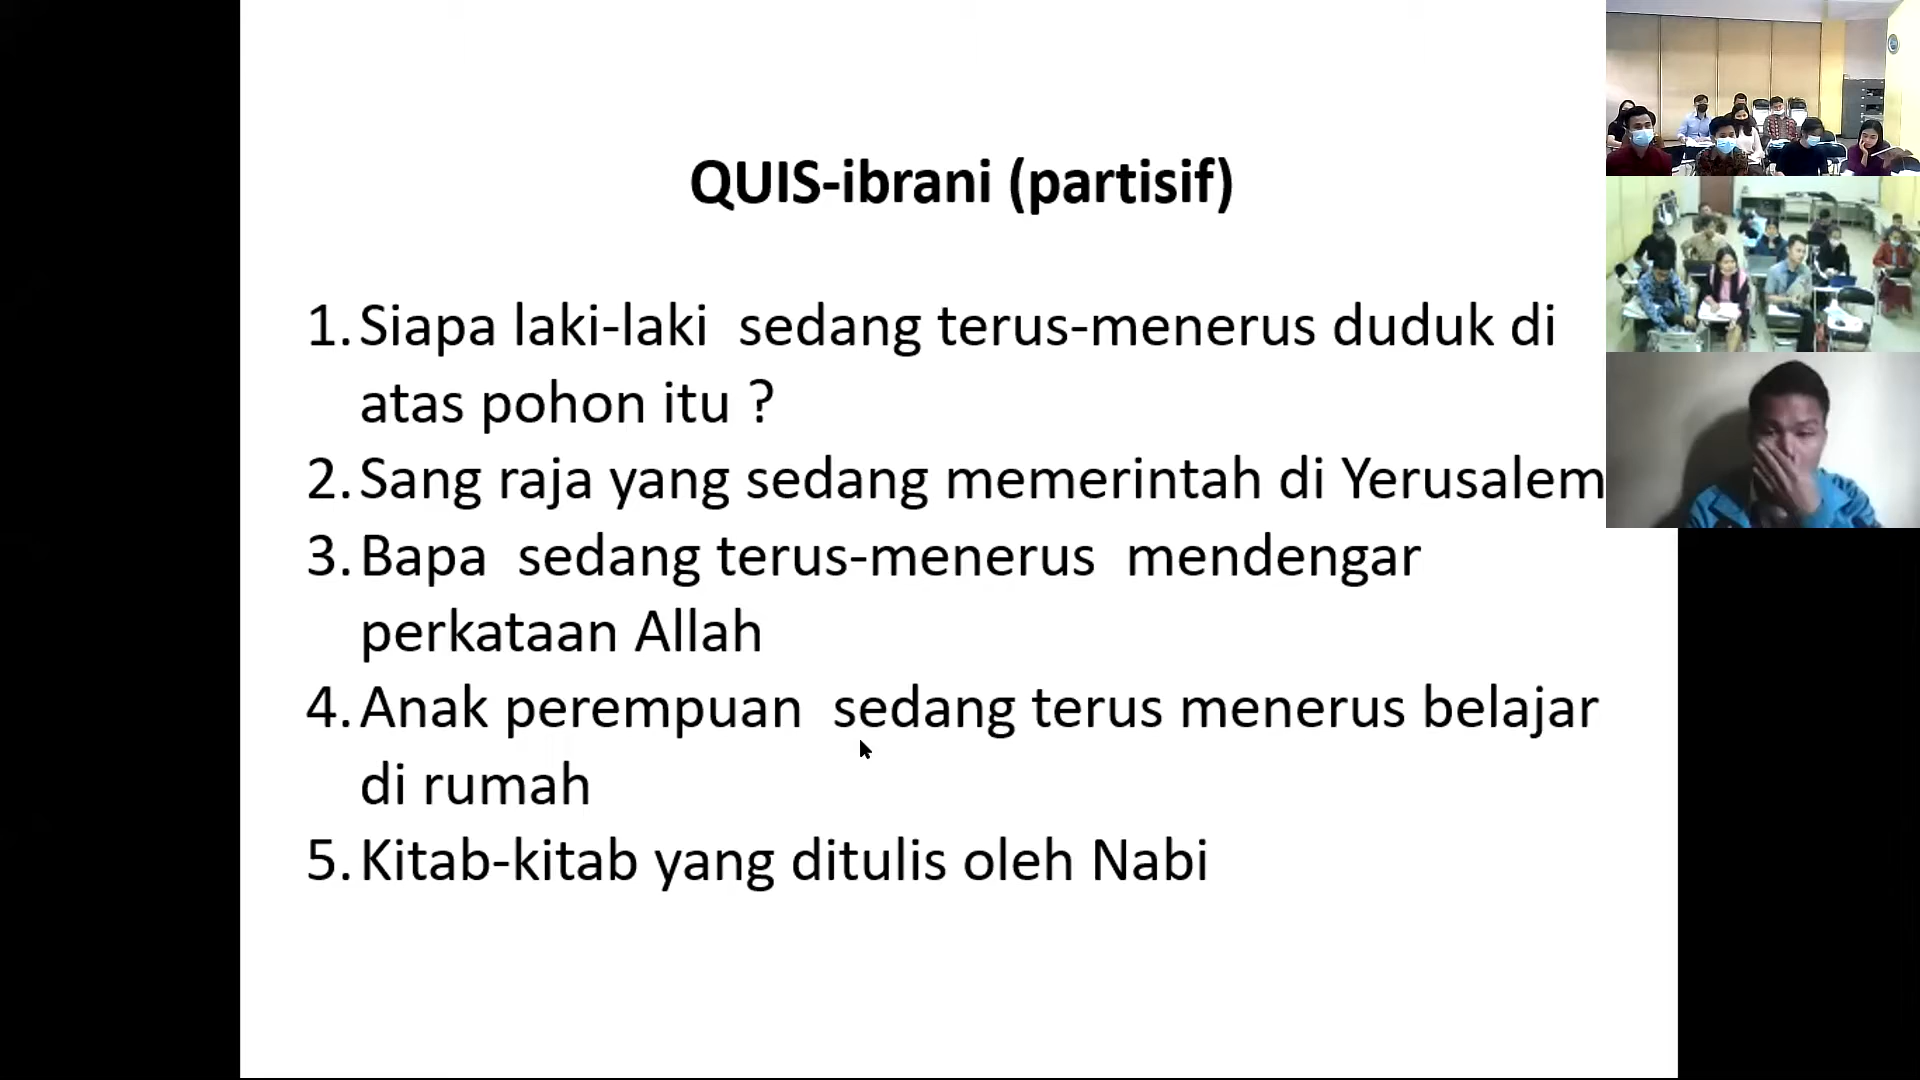 QUIS-ibrani (partisif)
1. Siapa laki-laki sedang terus-menerus duduk di
atas pohon itu ?
2. Sang raja yang sedang memerintah di Yerusalem
3. Bapa sedang terus-menerus mendengar
perkataan Allah
4. Anak perempuan sedang terus menerus belajar
di rumah
5. Kitab-kitab yang ditulis oleh Nabi